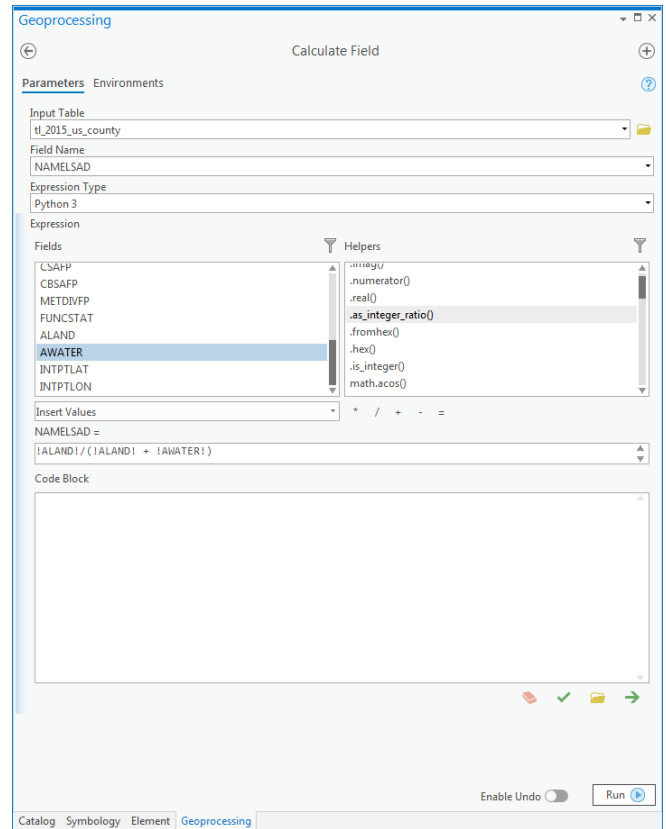 Geoprocessing
Calculate Field
Parameters Environments
Input Table
tl_2015_us_county
Field Name
NAMELSAD
Expression Type
Python 3
Expression
Fields
Helpers
CSAFP
CBSAFP
METDIVFP
FUNCSTAT
ALAND
AWATER
INTPTLAT
INTPTLON
.imag()
.numerator()
.real()
.as_integer_ratio()
.fromhex()
.hex()
.is_integer()
math.acos()
Insert Values
* / + - =
NAMELSAD =
!ALAND!/(!ALAND! + !AWATER!)
Code Block
Enable Undo
Run
Catalog Symbology Element Geoprocessing